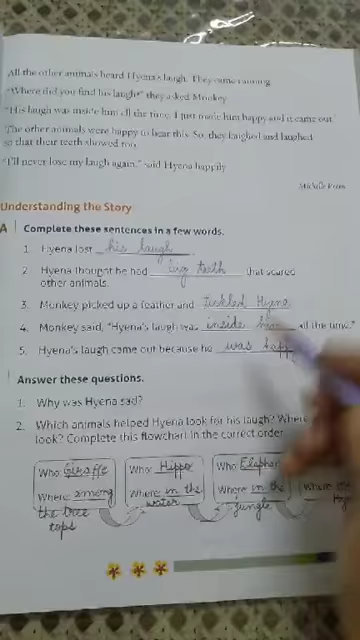 All the other animals heard Hyena's laugh. They came running.
"Where did you find his laugh?" they asked Monkey.
"His laugh was inside him all the time. I just made him happy and it came out."
The other animals were happy to hear this. So, they laughed and laughed
so that their teeth showed too.
"I'll never lose my laugh again," said Hyena happily.
Michele
Understanding the Story
A Complete these sentences in a few words.
1. Hyena lost his laugh.
2. Hyena thought he had big teeth that scared
other animals.
3. Monkey picked up a feather and tickled Hyena
4. Monkey said, "Hyena's laugh was inside him all the time."
5. Hyena's laugh came out because he was happ
Answer these questions.
1. Why was Hyena sad?
2. Which animals helped Hyena look for his laugh? Where
look? Complete this flowchart in the correct order.
Who Giraffe Who Hippo Who Elephan
Where among Where in the Where in the Where
the tree water jungle
tops